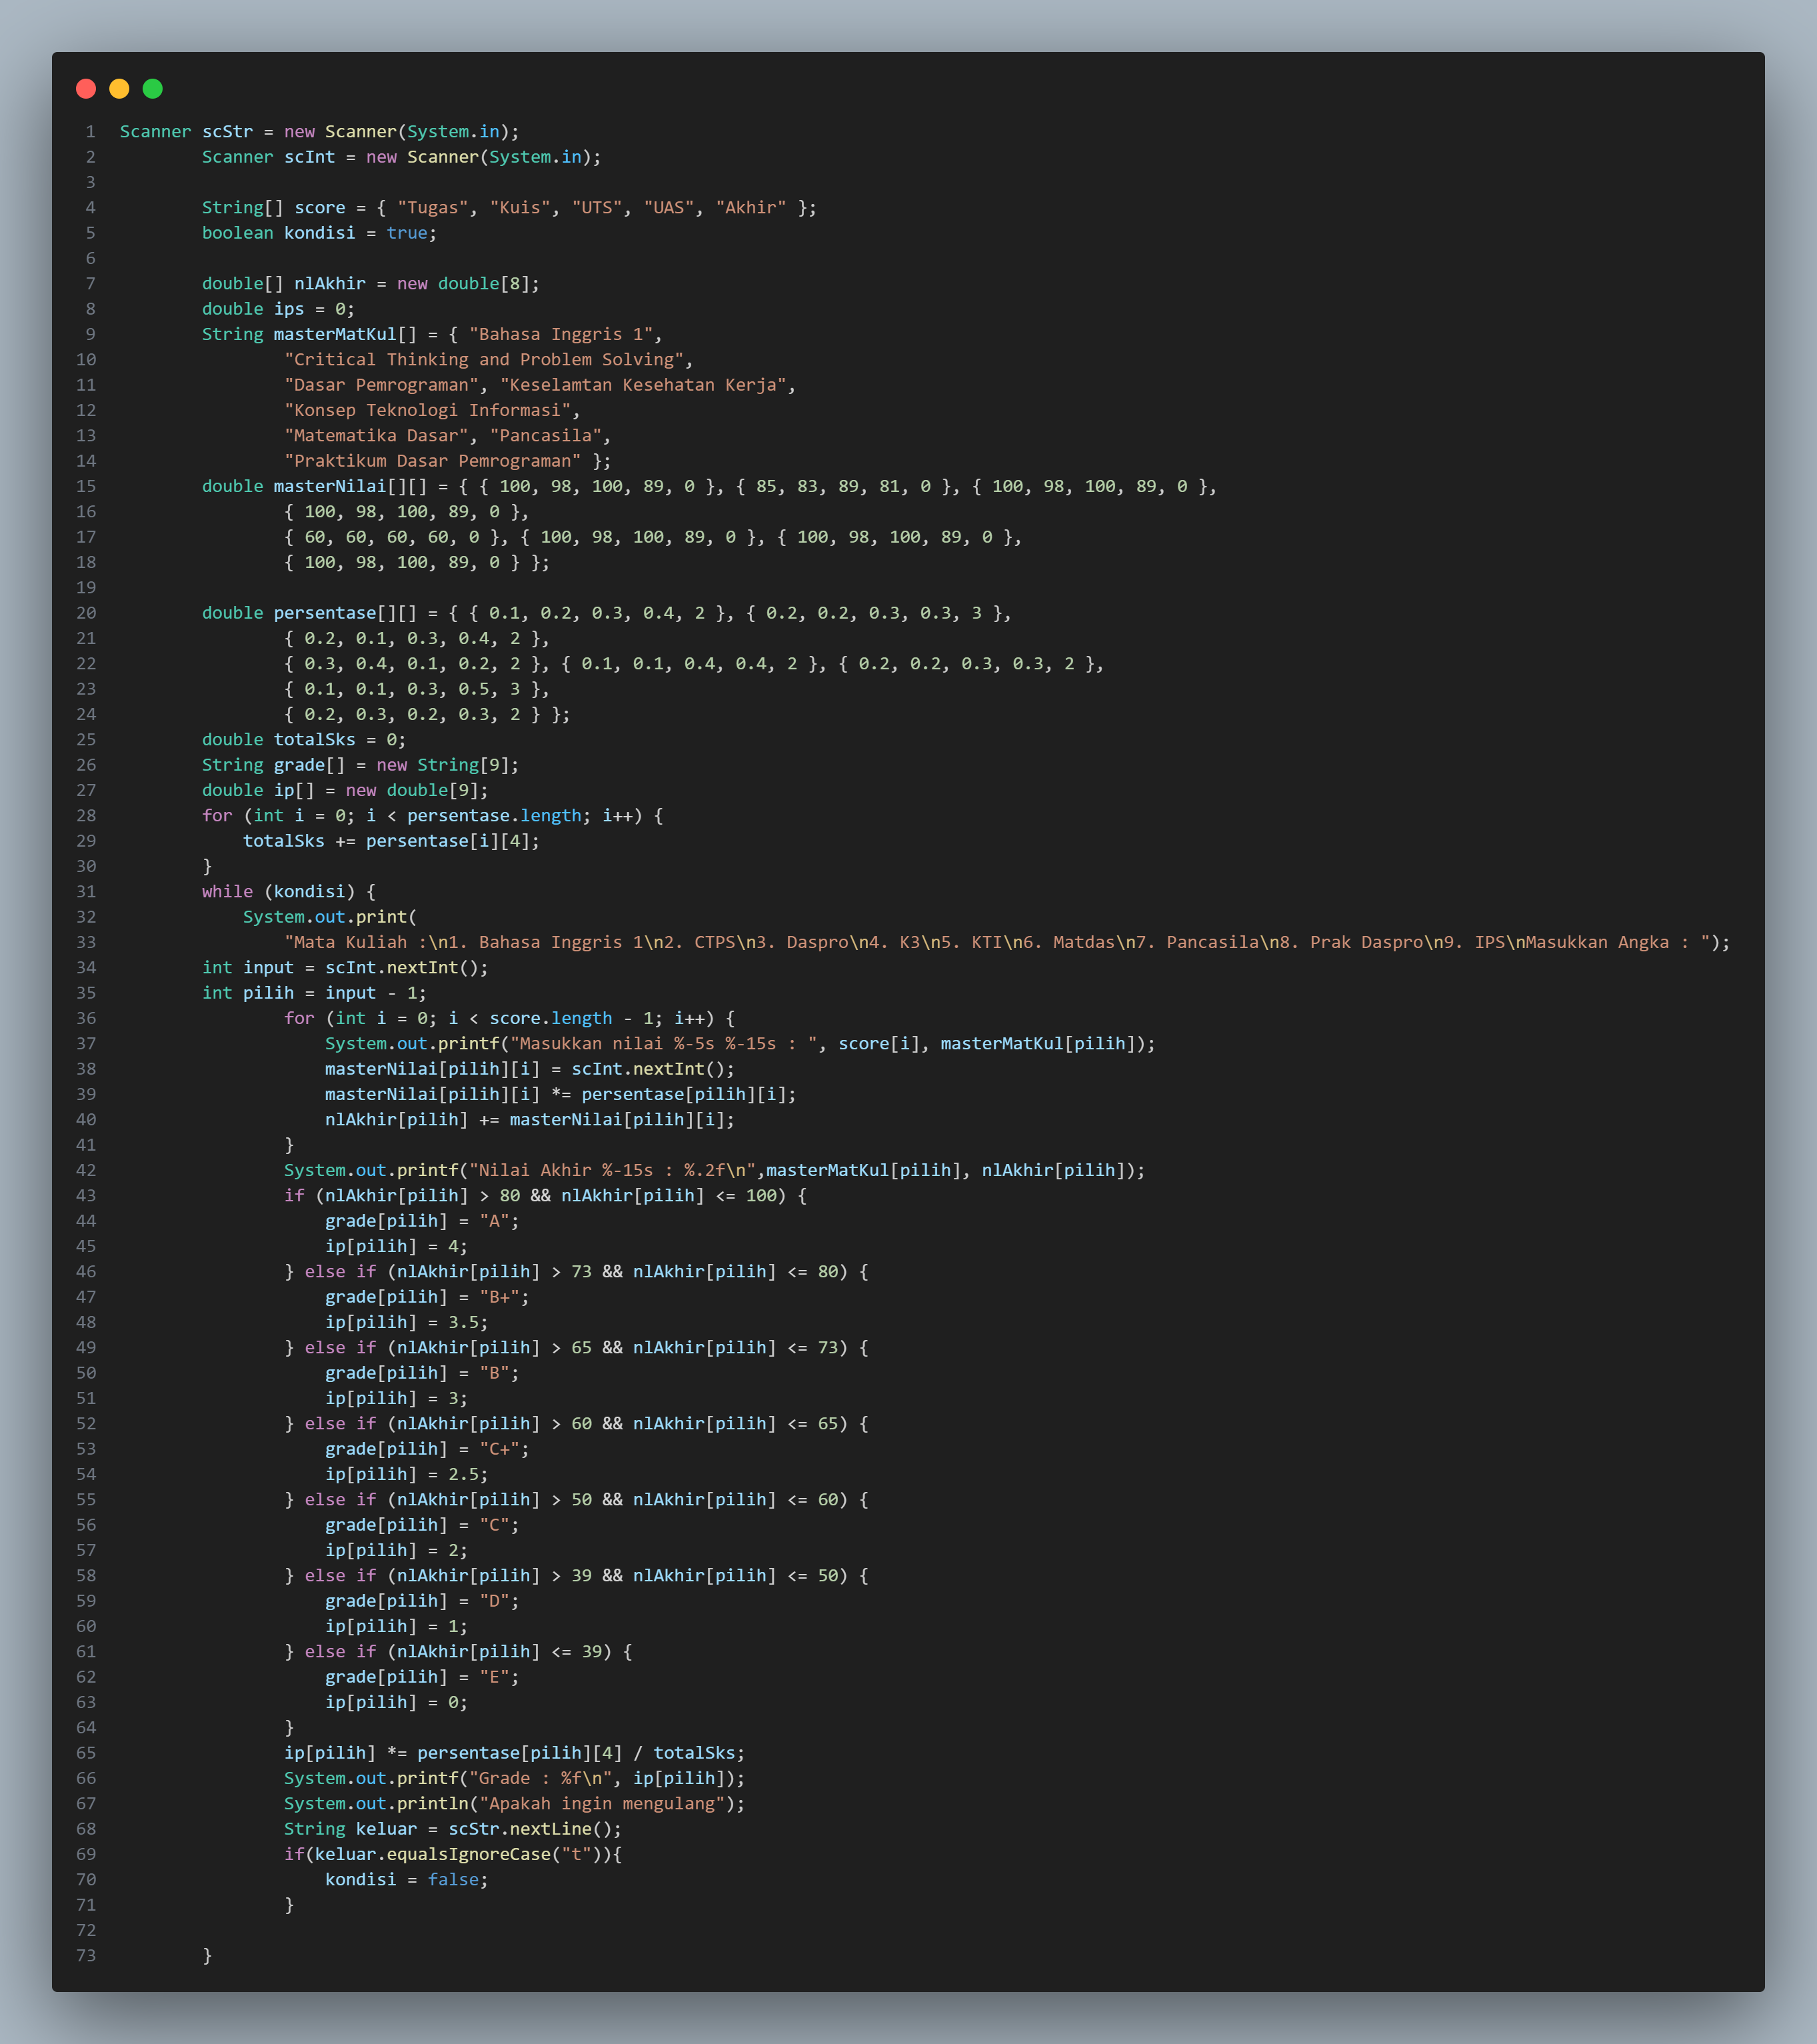 1 Scanner scStr = new Scanner(System.in);
2         Scanner scInt = new Scanner(System.in);
3
4         String[] score = { "Tugas", "Kuis", "UTS", "UAS", "Akhir" };
5         boolean kondisi = true;
6
7         double[] nlAkhir = new double[8];
8         double ips = 0;
9         String masterMatKul[] = { "Bahasa Inggris 1",
10                 "Critical Thinking and Problem Solving",
11                 "Dasar Pemrograman", "Keselamtan Kesehatan Kerja",
12                 "Konsep Teknologi Informasi",
13                 "Matematika Dasar", "Pancasila",
14                 "Praktikum Dasar Pemrograman" };
15         double masterNilai[][] = { { 100, 98, 100, 89, 0 }, { 85, 83, 89, 81, 0 }, { 100, 98, 100, 89, 0 },
16                 { 100, 98, 100, 89, 0 },
17                 { 60, 60, 60, 60, 0 }, { 100, 98, 100, 89, 0 }, { 100, 98, 100, 89, 0 },
18                 { 100, 98, 100, 89, 0 } };
19
20         double persentase[][] = { { 0.1, 0.2, 0.3, 0.4, 2 }, { 0.2, 0.2, 0.3, 0.3, 3 },
21                 { 0.2, 0.1, 0.3, 0.4, 2 },
22                 { 0.3, 0.4, 0.1, 0.2, 2 }, { 0.1, 0.1, 0.4, 0.4, 2 }, { 0.2, 0.2, 0.3, 0.3, 2 },
23                 { 0.1, 0.1, 0.3, 0.5, 3 },
24                 { 0.2, 0.3, 0.2, 0.3, 2 } };
25         double totalSks = 0;
26         String grade[] = new String[9];
27         double ip[] = new double[9];
28         for (int i = 0; i < persentase.length; i++) {
29             totalSks += persentase[i][4];
30         }
31         while (kondisi) {
32             System.out.print(
33                 "Mata Kuliah :\n1. Bahasa Inggris 1\n2. CTPS\n3. Daspro\n4. K3\n5. KTI\n6. Matdas\n7. Pancasila\n8. Prak Daspro\n9. IPS\nMasukkan Angka : ");
34         int input = scInt.nextInt();
35         int pilih = input - 1;
36                 for (int i = 0; i < score.length - 1; i++) {
37                     System.out.printf("Masukkan nilai %-5s %-15s : ", score[i], masterMatKul[pilih]);
38                     masterNilai[pilih][i] = scInt.nextInt();
39                     masterNilai[pilih][i] *= persentase[pilih][i];
40                     nlAkhir[pilih] += masterNilai[pilih][i];
41                 }
42                 System.out.printf("Nilai Akhir %-15s : %.2f\n",masterMatKul[pilih], nlAkhir[pilih]);
43                 if (nlAkhir[pilih] > 80 && nlAkhir[pilih] <= 100) {
44                     grade[pilih] = "A";
45                     ip[pilih] = 4;
46                 } else if (nlAkhir[pilih] > 73 && nlAkhir[pilih] <= 80) {
47                     grade[pilih] = "B+";
48                     ip[pilih] = 3.5;
49                 } else if (nlAkhir[pilih] > 65 && nlAkhir[pilih] <= 73) {
50                     grade[pilih] = "B";
51                     ip[pilih] = 3;
52                 } else if (nlAkhir[pilih] > 60 && nlAkhir[pilih] <= 65) {
53                     grade[pilih] = "C+";
54                     ip[pilih] = 2.5;
55                 } else if (nlAkhir[pilih] > 50 && nlAkhir[pilih] <= 60) {
56                     grade[pilih] = "C";
57                     ip[pilih] = 2;
58                 } else if (nlAkhir[pilih] > 39 && nlAkhir[pilih] <= 50) {
59                     grade[pilih] = "D";
60                     ip[pilih] = 1;
61                 } else if (nlAkhir[pilih] <= 39) {
62                     grade[pilih] = "E";
63                     ip[pilih] = 0;
64                 }
65                 ip[pilih] *= persentase[pilih][4] / totalSks;
66                 System.out.printf("Grade : %f\n", ip[pilih]);
67                 System.out.println("Apakah ingin mengulang");
68                 String keluar = scStr.nextLine();
69                 if(keluar.equalsIgnoreCase("t")){
70                     kondisi = false;
71                 }
72
73         }